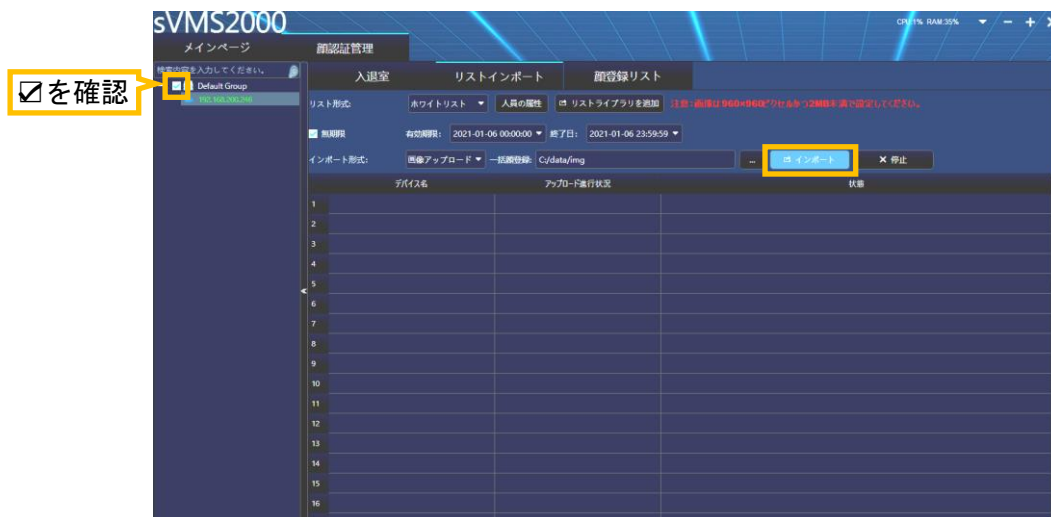 sVMS2000
CPU:1% RAM:35%
メインページ
顔認証管理
検索内容を入力してください。
Default Group
192.168.200.246
☑を確認
入退室
リストインポート
顔登録リスト
リスト形式:
ホワイトリスト
人員の属性
リストライブラリを追加
注意:画像は960×960ピクセルかつ2MB未満で設定してください。
無期限
有効期限:
2021-01-06 00:00:00
終了日:
2021-01-06 23:59:59
インポート形式:
画像アップロード
一括顔登録:
C:/data/img
...
インポート
× 停止
デバイス名
アップロード進行状況
状態
1
2
3
4
5
6
7
8
9
10
11
12
13
14
15
16